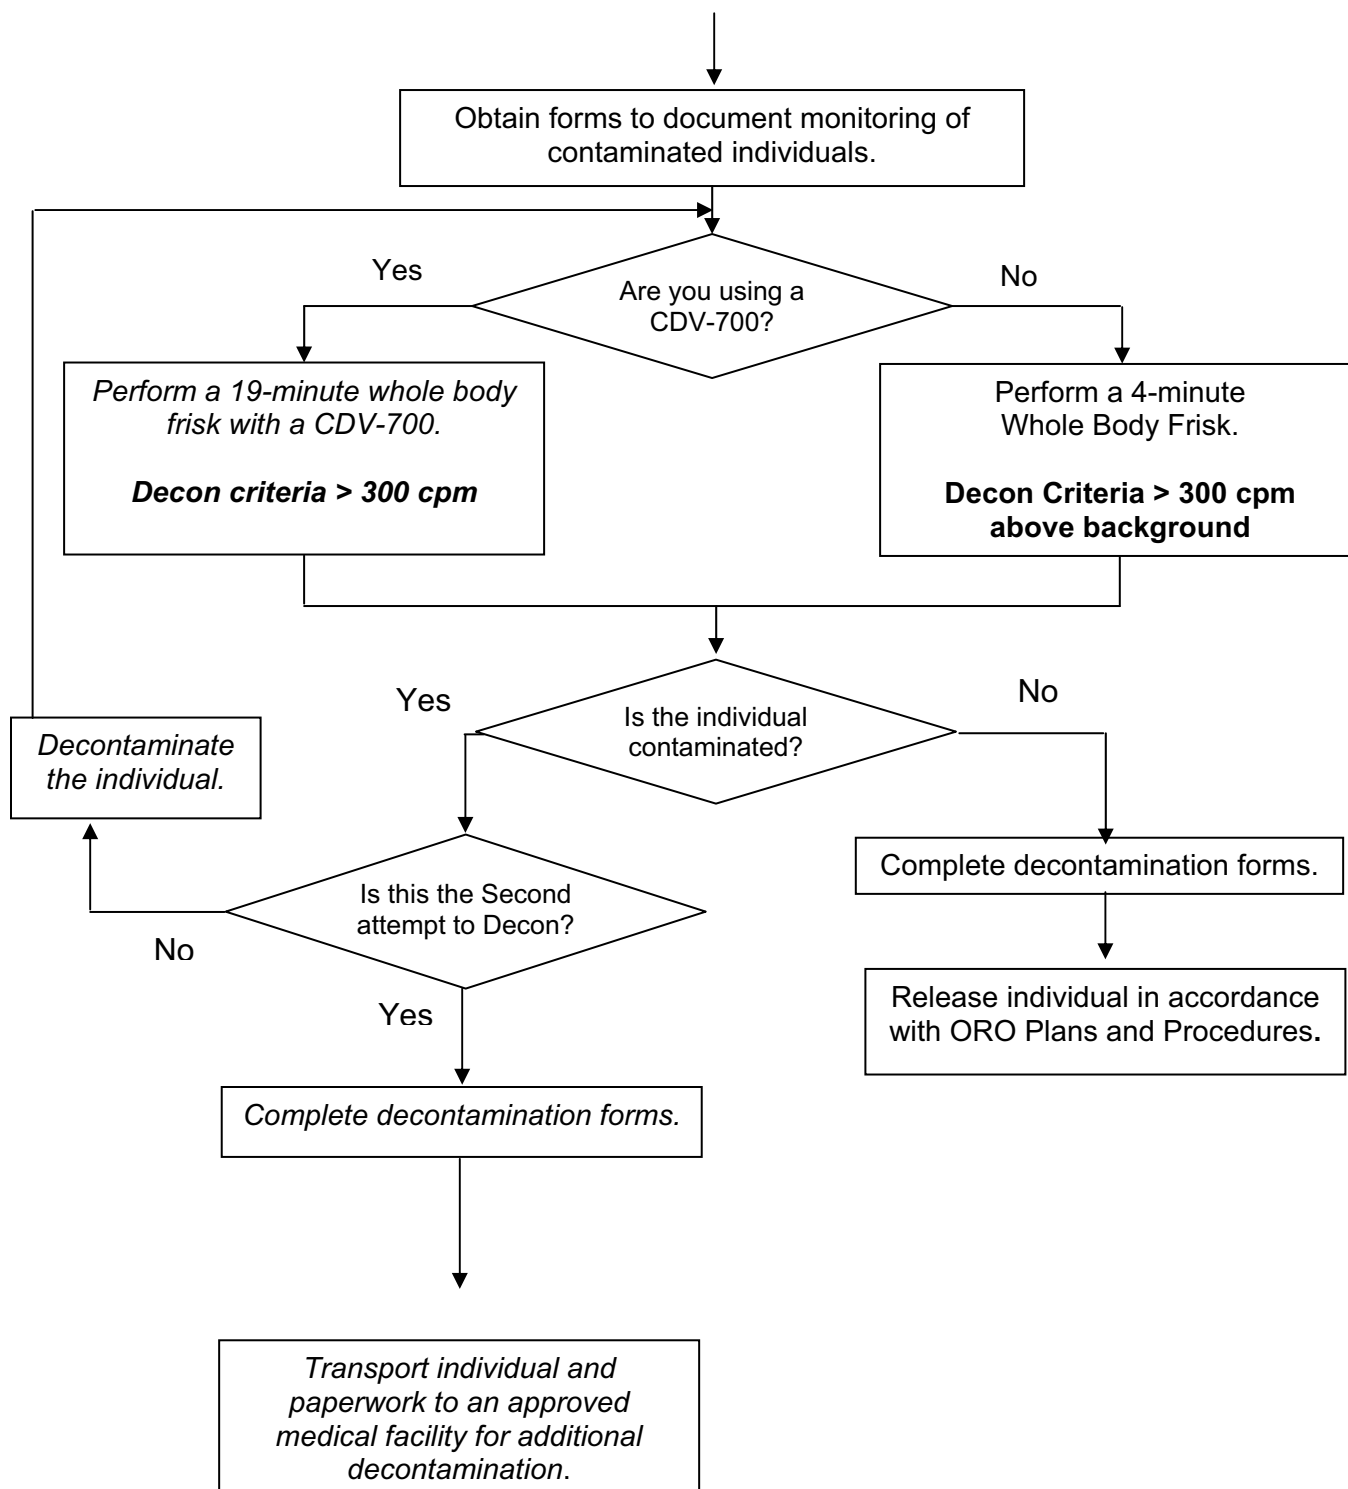 Obtain forms to document monitoring of
contaminated individuals.
Yes
No
Are you using a
CDV-700?
Perform a 19-minute whole body
frisk with a CDV-700.
Decon criteria > 300 cpm
Perform a 4-minute
Whole Body Frisk.
Decon Criteria > 300 cpm
above background
Yes
No
Is the individual
contaminated?
Decontaminate
the individual.
Is this the Second
attempt to Decon?
No
Yes
Complete decontamination forms.
Release individual in accordance
with ORO Plans and Procedures.
Complete decontamination forms.
Transport individual and
paperwork to an approved
medical facility for additional
decontamination.